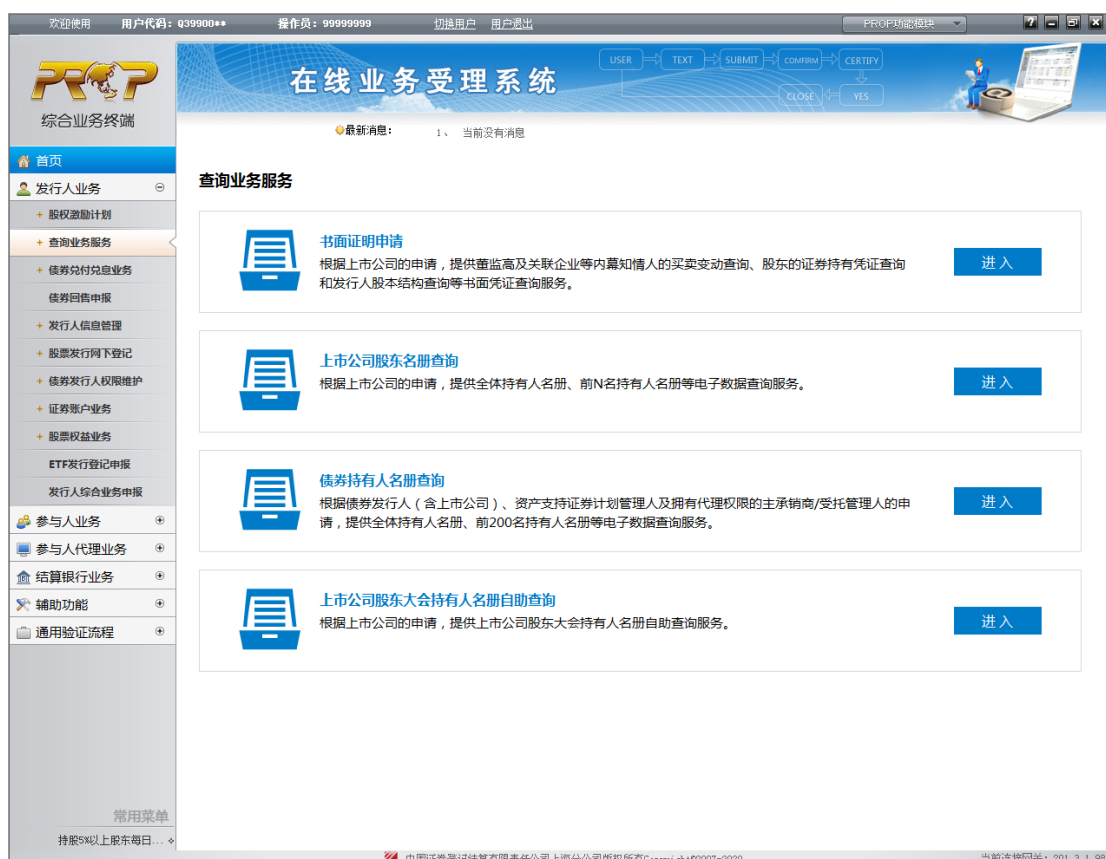 欢迎使用 用户代码: Q39900** 操作员: 99999999 切换用户 用户退出 PROP功能模块
PROP
综合业务终端
在线业务受理系统
USER TEXT SUBMIT COMFIRM CERTIFY
CLOSE YES
最新消息: 1、 当前没有消息
首页
发行人业务
+ 股权激励计划
+ 查询业务服务
+ 债券兑付兑息业务
债券回售申报
+ 发行人信息管理
+ 股票发行网下登记
+ 债券发行人权限维护
+ 证券账户业务
+ 股票权益业务
ETF发行登记申报
发行人综合业务申报
参与人业务
参与人代理业务
结算银行业务
辅助功能
通用验证流程
常用菜单
持股5%以上股东每日...
查询业务服务
书面证明申请
根据上市公司的申请，提供董监高及关联企业等内幕知情人的买卖变动查询、股东的证券持有凭证查询
和发行人股本结构查询等书面凭证查询服务。
进入
上市公司股东名册查询
根据上市公司的申请，提供全体持有人名册、前N名持有人名册等电子数据查询服务。
进入
债券持有人名册查询
根据债券发行人（含上市公司）、资产支持证券计划管理人及拥有代理权限的主承销商/受托管理人的申
请，提供全体持有人名册、前200名持有人名册等电子数据查询服务。
进入
上市公司股东大会持有人名册自助查询
根据上市公司的申请，提供上市公司股东大会持有人名册自助查询服务。
进入